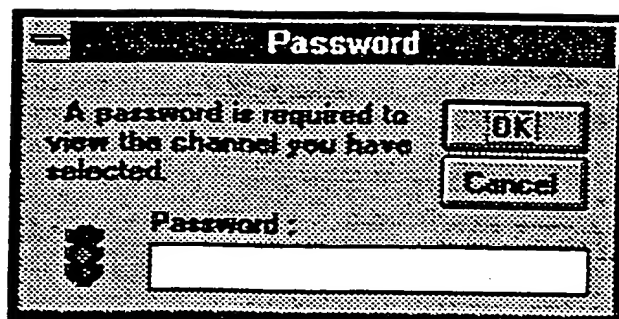 Password
A password is required to
view the channel you have
selected.
OK
Cancel
Password :